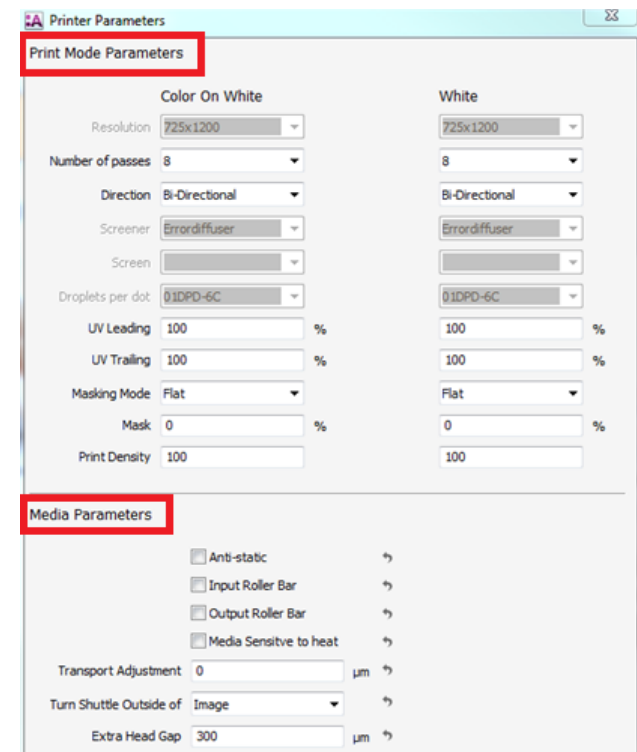 :A Printer Parameters
Print Mode Parameters
Color On White White
Resolution 725x1200 725x1200
Number of passes 8 8
Direction Bi-Directional Bi-Directional
Screener Errordiffuser Errordiffuser
Screen
Droplets per dot 01DPD-6C 01DPD-6C
UV Leading 100 % 100 %
UV Trailing 100 % 100 %
Masking Mode Flat Flat
Mask 0 % 0 %
Print Density 100 100
Media Parameters
Anti-static
Input Roller Bar
Output Roller Bar
Media Sensitve to heat
Transport Adjustment 0 µm
Turn Shuttle Outside of Image
Extra Head Gap 300 µm